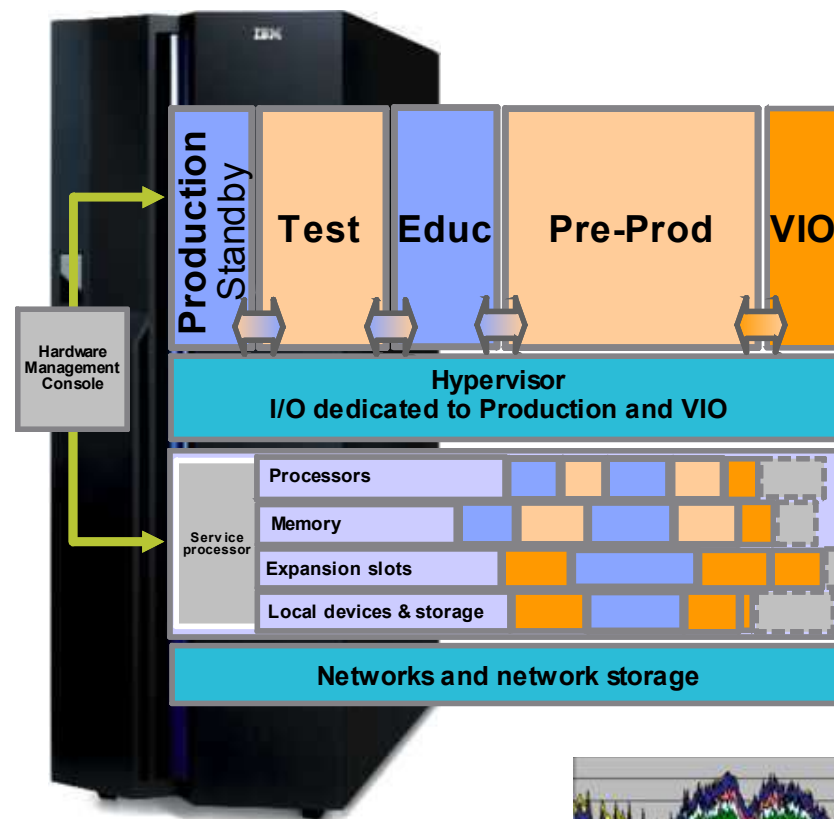 IBM
Production
Standby
Test
Educ
Pre-Prod
VIO
Hardware
Management
Console
Hypervisor
I/O dedicated to Production and VIO
Service
processor
Processors
Memory
Expansion slots
Local devices & storage
Networks and network storage